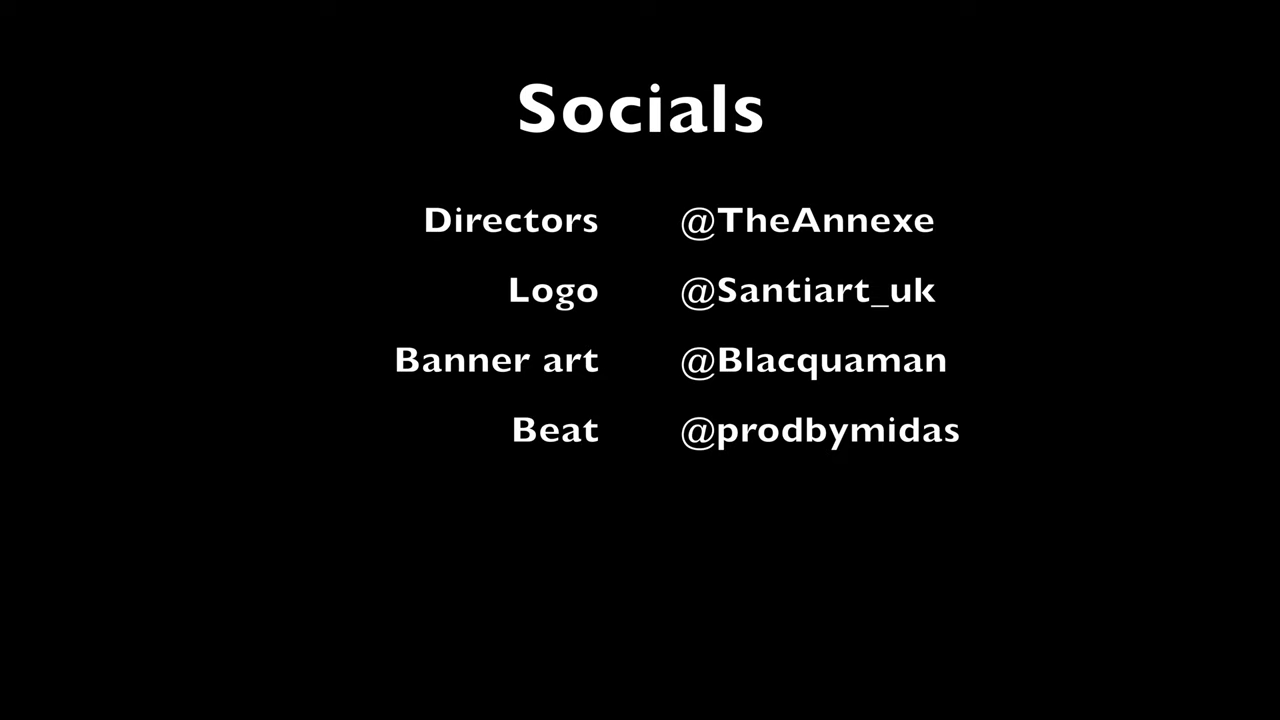 Socials
Directors @TheAnnexe
Logo @Santiart_uk
Banner art @Blacquaman
Beat @prodbymidas